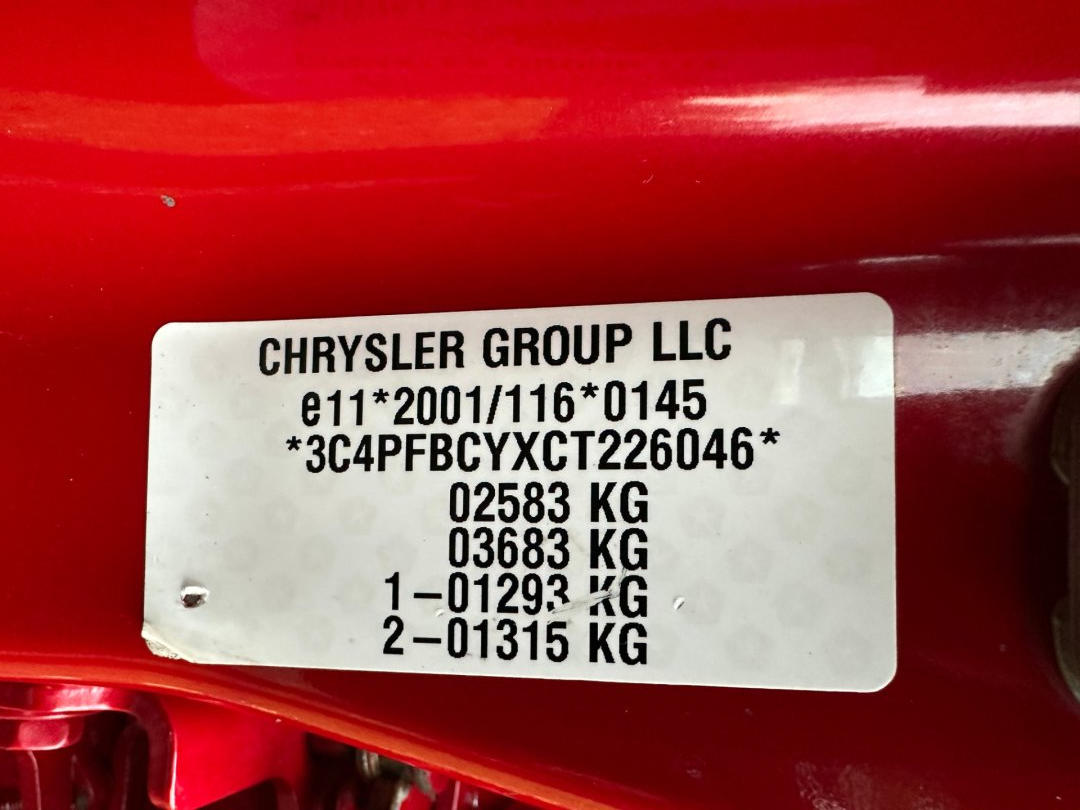 CHRYSLER GROUP LLC
e11*2001/116*0145
*3C4PFBCYXCT226046*
02583 KG
03683 KG
1-01293 KG
2-01315 KG